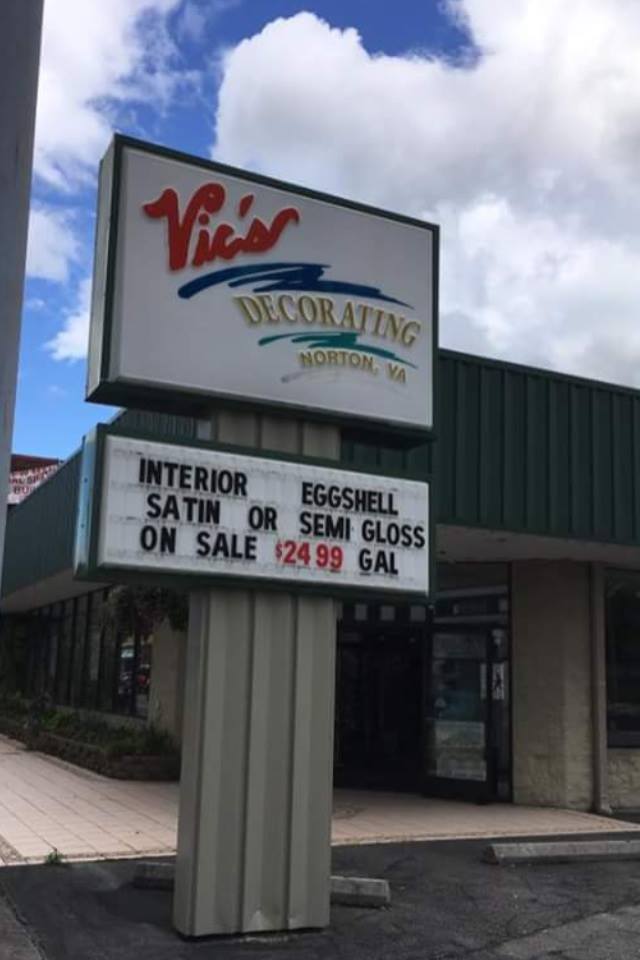 Vic's
DECORATING
NORTON, VA
INTERIOR EGGSHELL
SATIN OR SEMI GLOSS
ON SALE $24 99 GAL